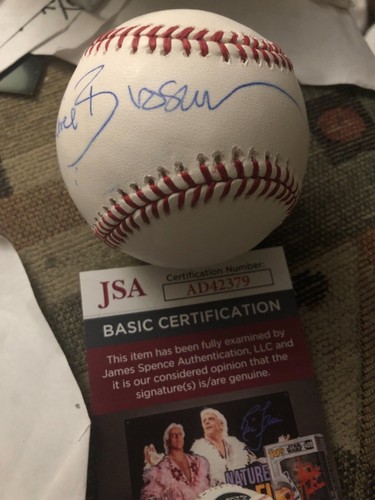 JSA
Certification Number:
AD42379
BASIC CERTIFICATION
This item has been fully examined by
James Spence Authentication, LLC and
it is our considered opinion that the
signature(s) is/are genuine.
NATURE